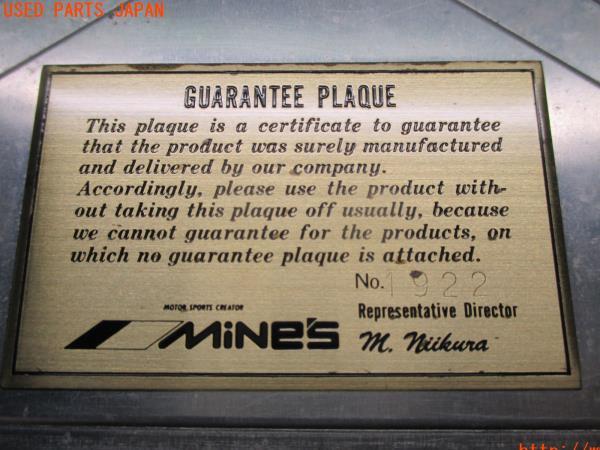 USED PARTS JAPAN
GUARANTEE PLAQUE
This plaque is a certificate to guarantee
that the product was surely manufactured
and delivered by our company.
Accordingly, please use the product with-
out taking this plaque off usually, because
we cannot guarantee for the products, on
which no guarantee plaque is attached.
No. 1922
MOTOR SPORTS CREATOR
MiNE'S
Representative Director
M. Niikura